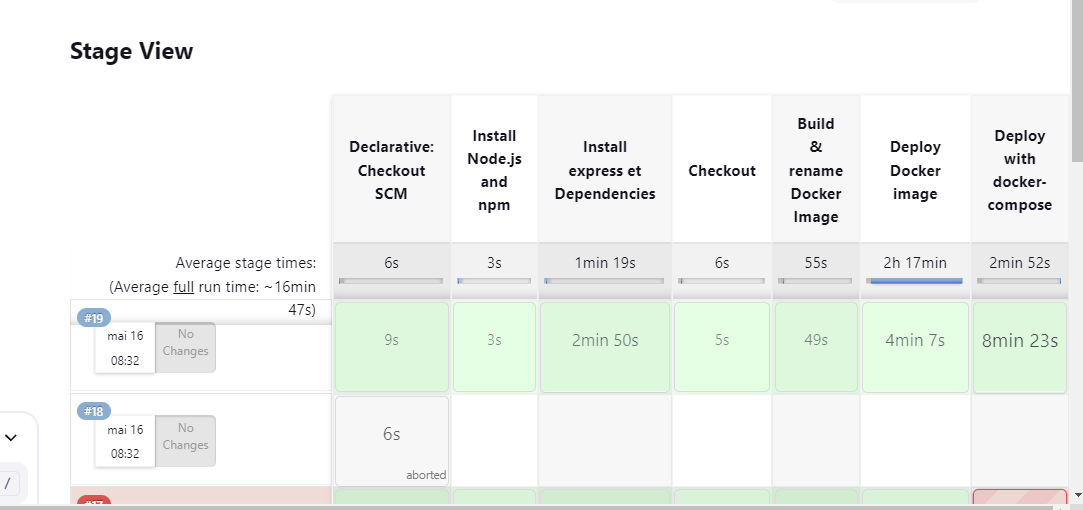 Stage View
Declarative:
Checkout
SCM
Install
Node.js
and
npm
Install
express et
Dependencies
Checkout
Build
&
rename
Docker
Image
Deploy
Docker
image
Deploy
with
docker-
compose
Average stage times:
(Average full run time: ~16min
47s)
6s
3s
1min 19s
6s
55s
2h 17min
2min 52s
#19
mai 16
08:32
No
Changes
9s
3s
2min 50s
5s
49s
4min 7s
8min 23s
#18
mai 16
08:32
No
Changes
6s
aborted
#17
/